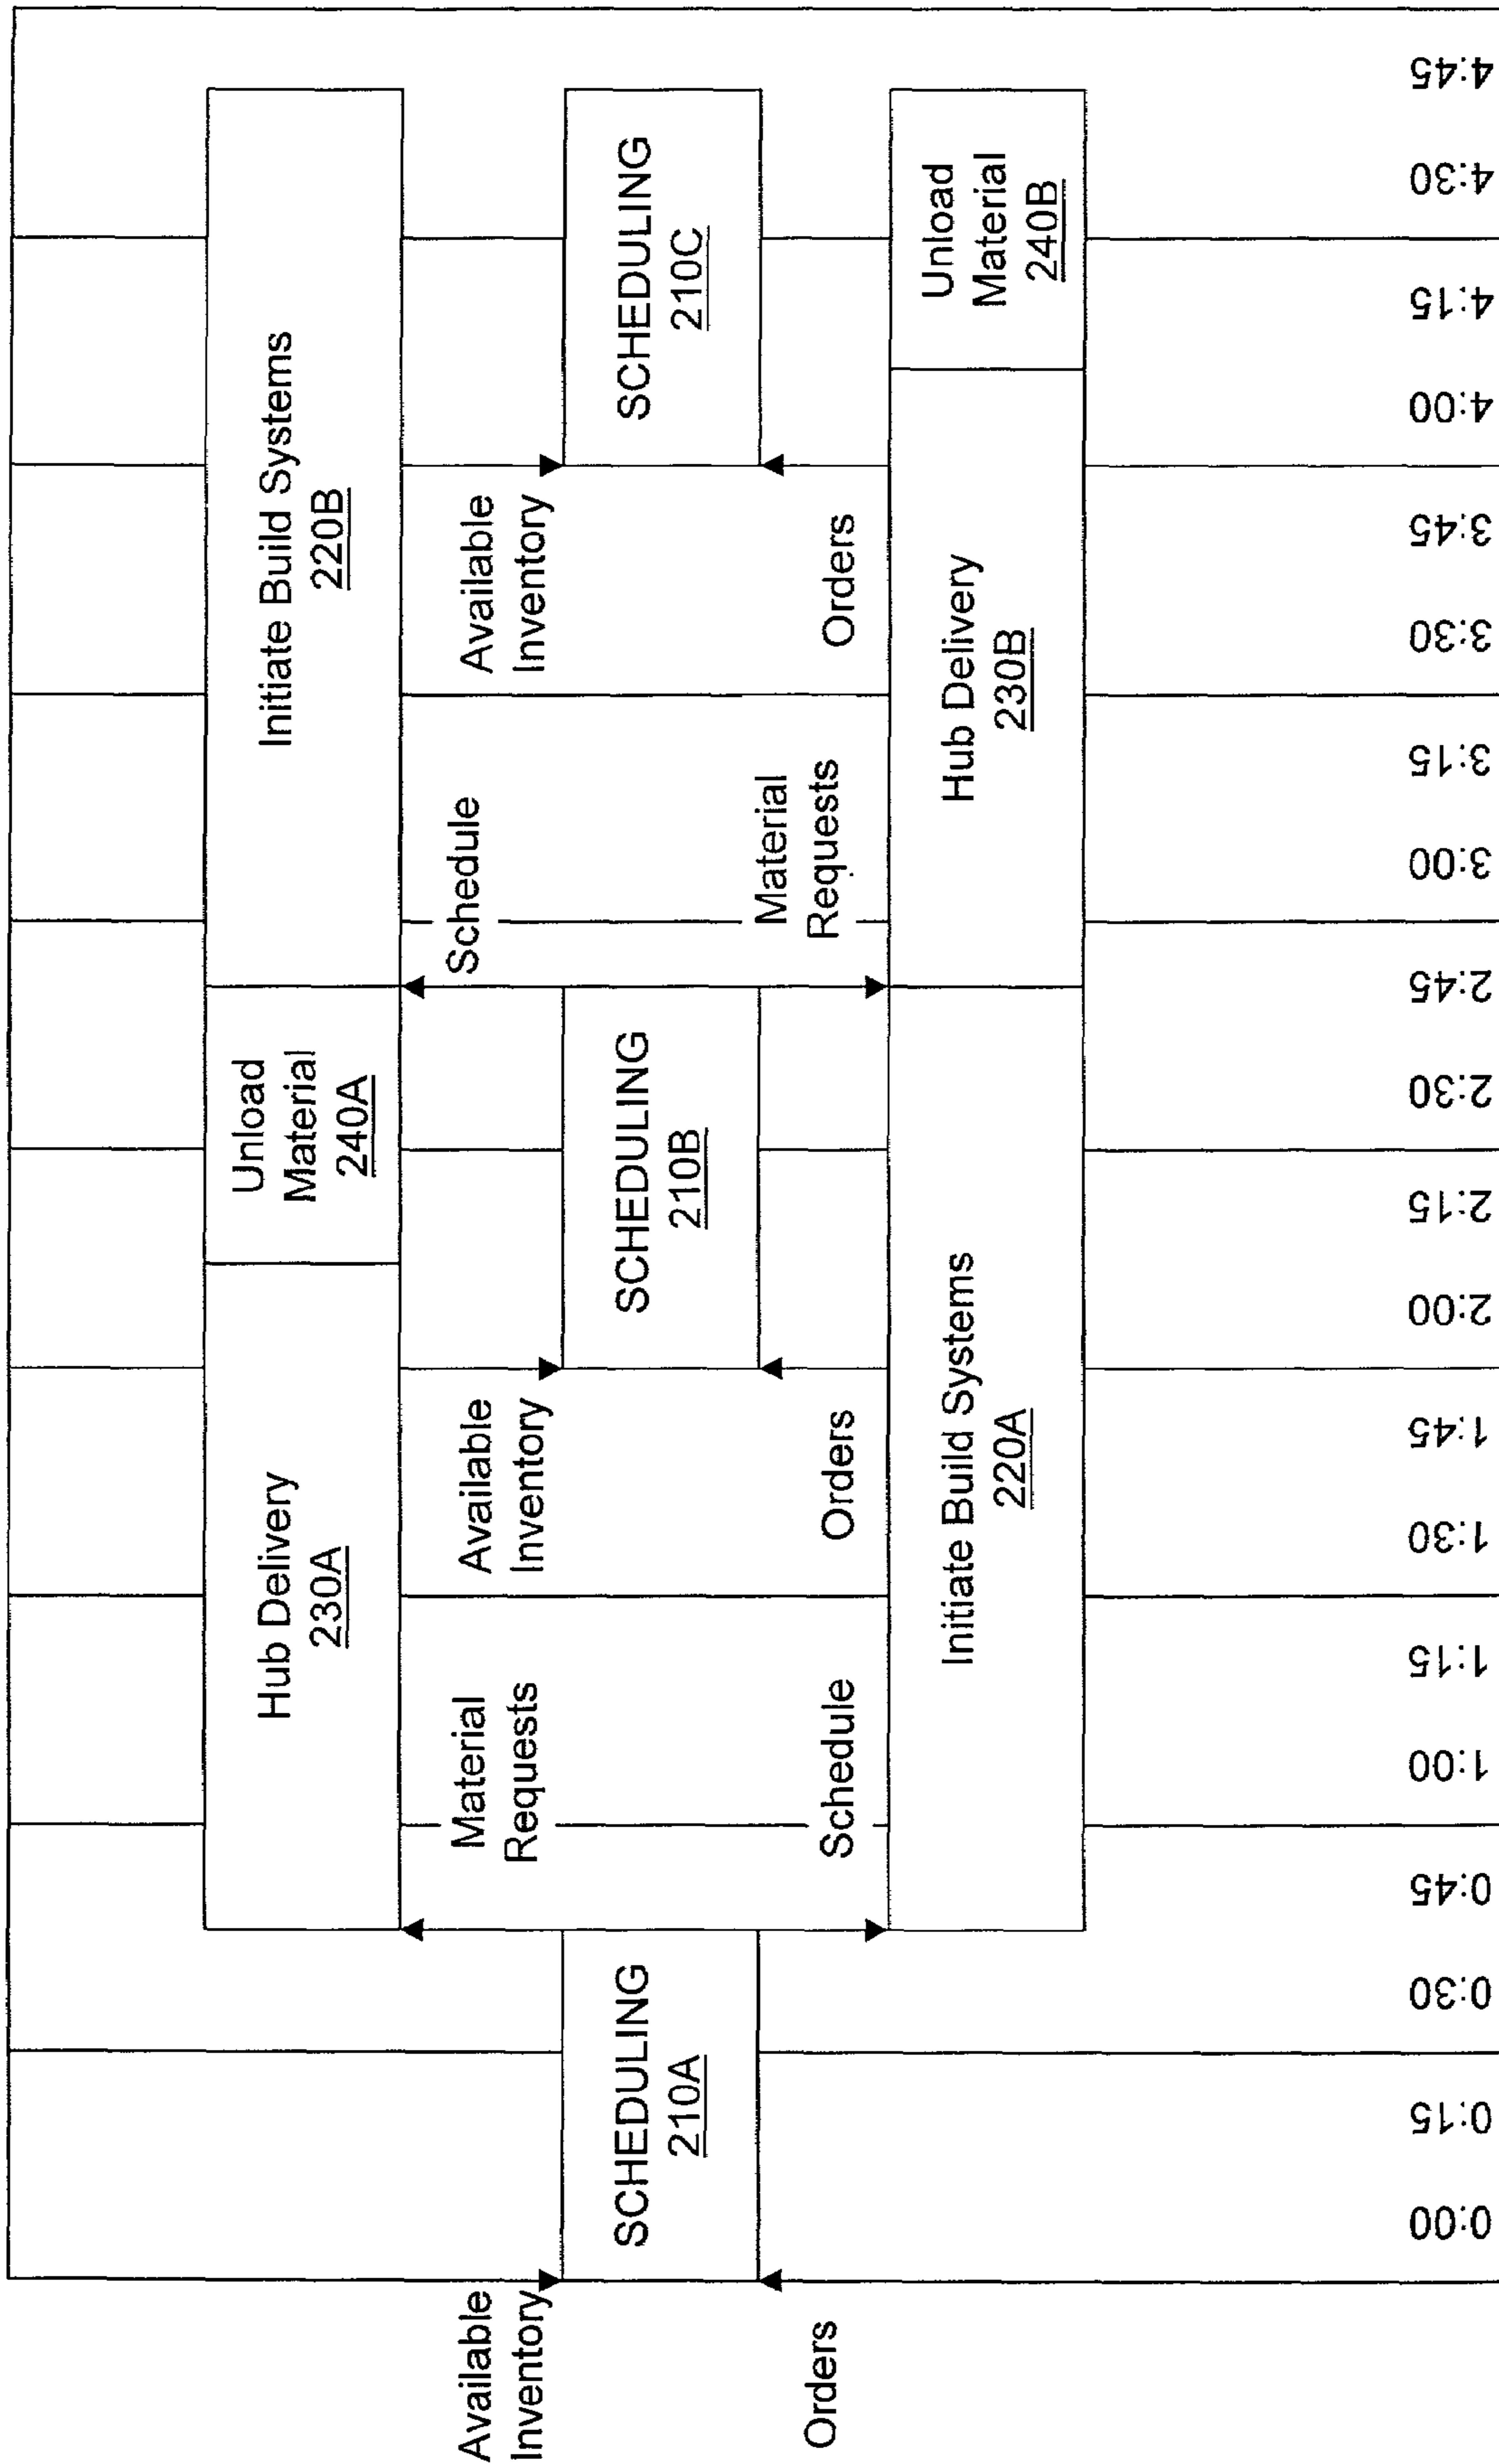 Hub Delivery
230A
Unload
Material
240A
Initiate Build Systems
220B
Available
Inventory
Material
Requests
Available
Inventory
Schedule
Available
Inventory
SCHEDULING
210A
SCHEDULING
210B
SCHEDULING
210C
Orders
Schedule
Orders
Material
Requests
Orders
Initiate Build Systems
220A
Hub Delivery
230B
Unload
Material
240B
0:00
0:15
0:30
0:45
1:00
1:15
1:30
1:45
2:00
2:15
2:30
2:45
3:00
3:15
3:30
3:45
4:00
4:15
4:30
4:45